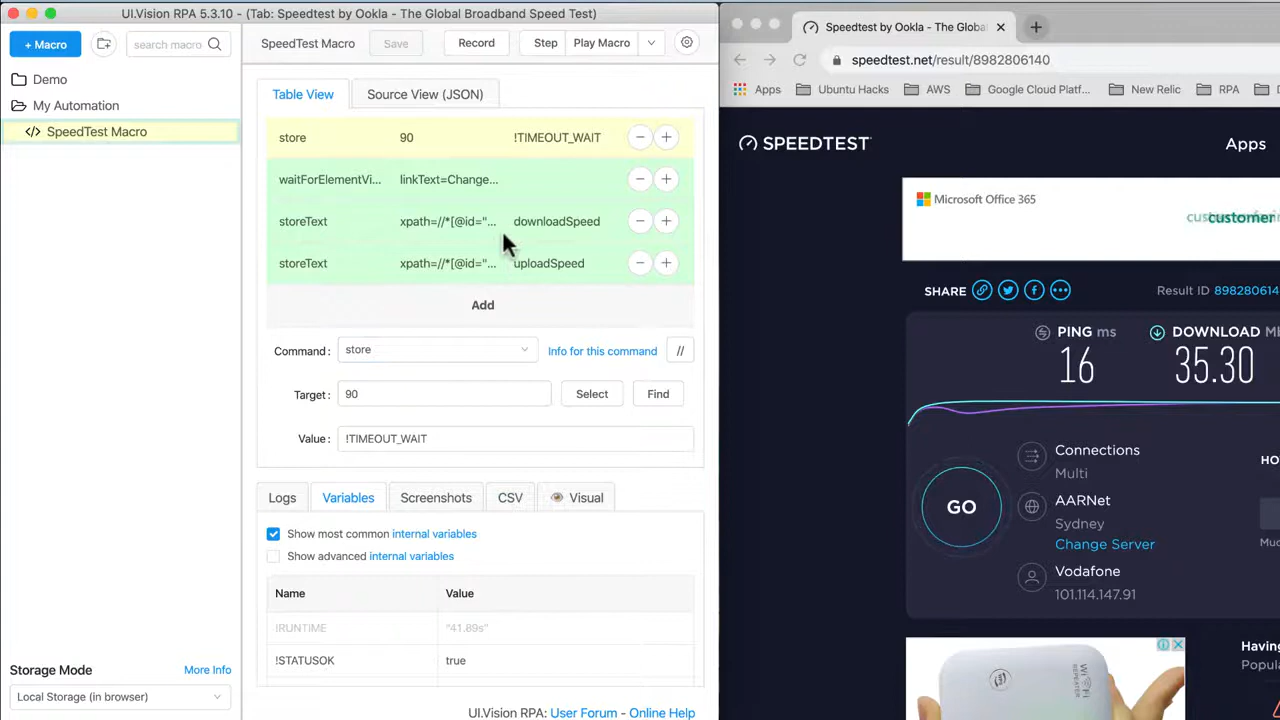 UI.Vision RPA 5.3.10 - (Tab: Speedtest by Ookla - The Global Broadband Speed Test)
+ Macro
search macro
SpeedTest Macro
Save
Record
Step
Play Macro
Demo
My Automation
</> SpeedTest Macro
Table View
Source View (JSON)
store 90 !TIMEOUT_WAIT
waitForElementVi... linkText=Change...
storeText xpath=//*[@id="... downloadSpeed
storeText xpath=//*[@id="... uploadSpeed
Add
Command: store Info for this command //
Target: 90 Select Find
Value: !TIMEOUT_WAIT
Logs Variables Screenshots CSV Visual
Show most common internal variables
Show advanced internal variables
Name Value
!RUNTIME "41.89s"
!STATUSOK true
Storage Mode More Info
Local Storage (in browser)
UI.Vision RPA: User Forum - Online Help
Speedtest by Ookla - The Global
speedtest.net/result/8982806140
Apps Ubuntu Hacks AWS Google Cloud Platf... New Relic RPA
SPEEDTEST Apps
Microsoft Office 365
customer
SHARE Result ID 898280614
PING ms DOWNLOAD
16 35.30
Connections
Multi
GO
AARNet
Sydney
Change Server
Vodafone
101.114.147.91
HO
Muc
Having
Popula